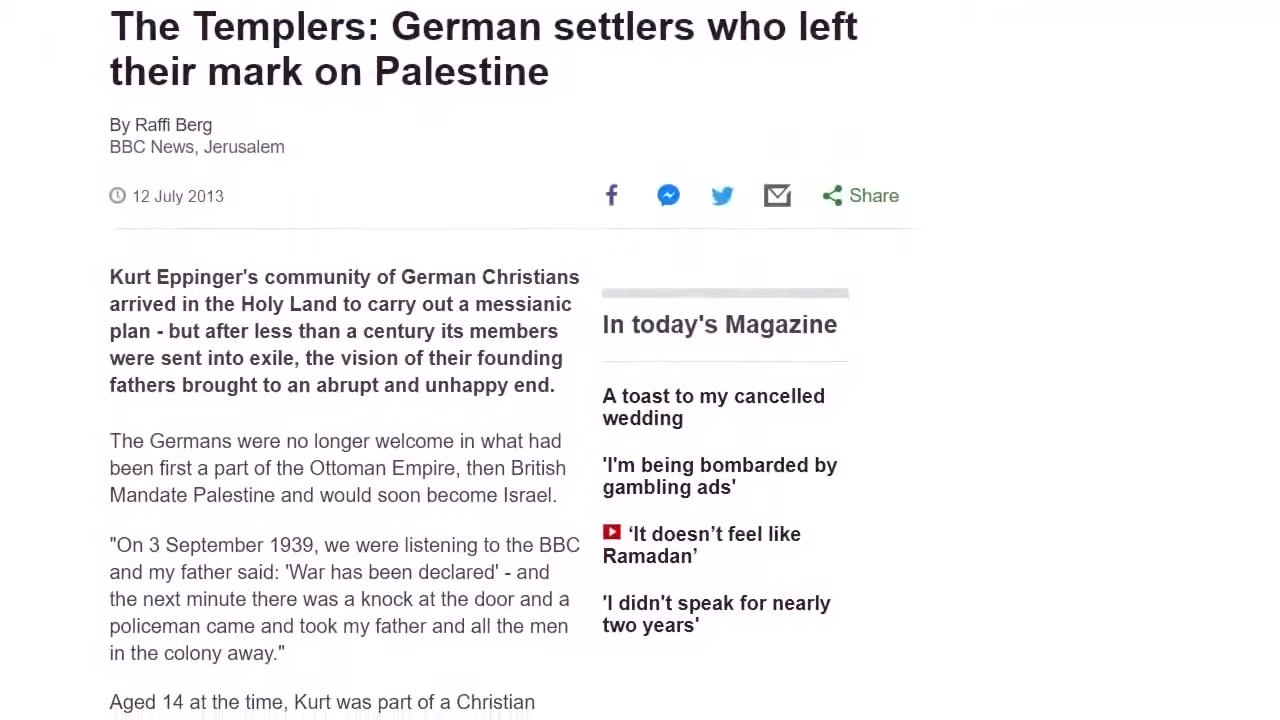 The Templers: German settlers who left
their mark on Palestine
By Raffi Berg
BBC News, Jerusalem
12 July 2013
Share
Kurt Eppinger's community of German Christians
arrived in the Holy Land to carry out a messianic
plan - but after less than a century its members
were sent into exile, the vision of their founding
fathers brought to an abrupt and unhappy end.
The Germans were no longer welcome in what had
been first a part of the Ottoman Empire, then British
Mandate Palestine and would soon become Israel.
"On 3 September 1939, we were listening to the BBC
and my father said: 'War has been declared' - and
the next minute there was a knock at the door and a
policeman came and took my father and all the men
in the colony away."
Aged 14 at the time, Kurt was part of a Christian
In today's Magazine
A toast to my cancelled
wedding
'I'm being bombarded by
gambling ads'
‘It doesn’t feel like
Ramadan’
'I didn't speak for nearly
two years'